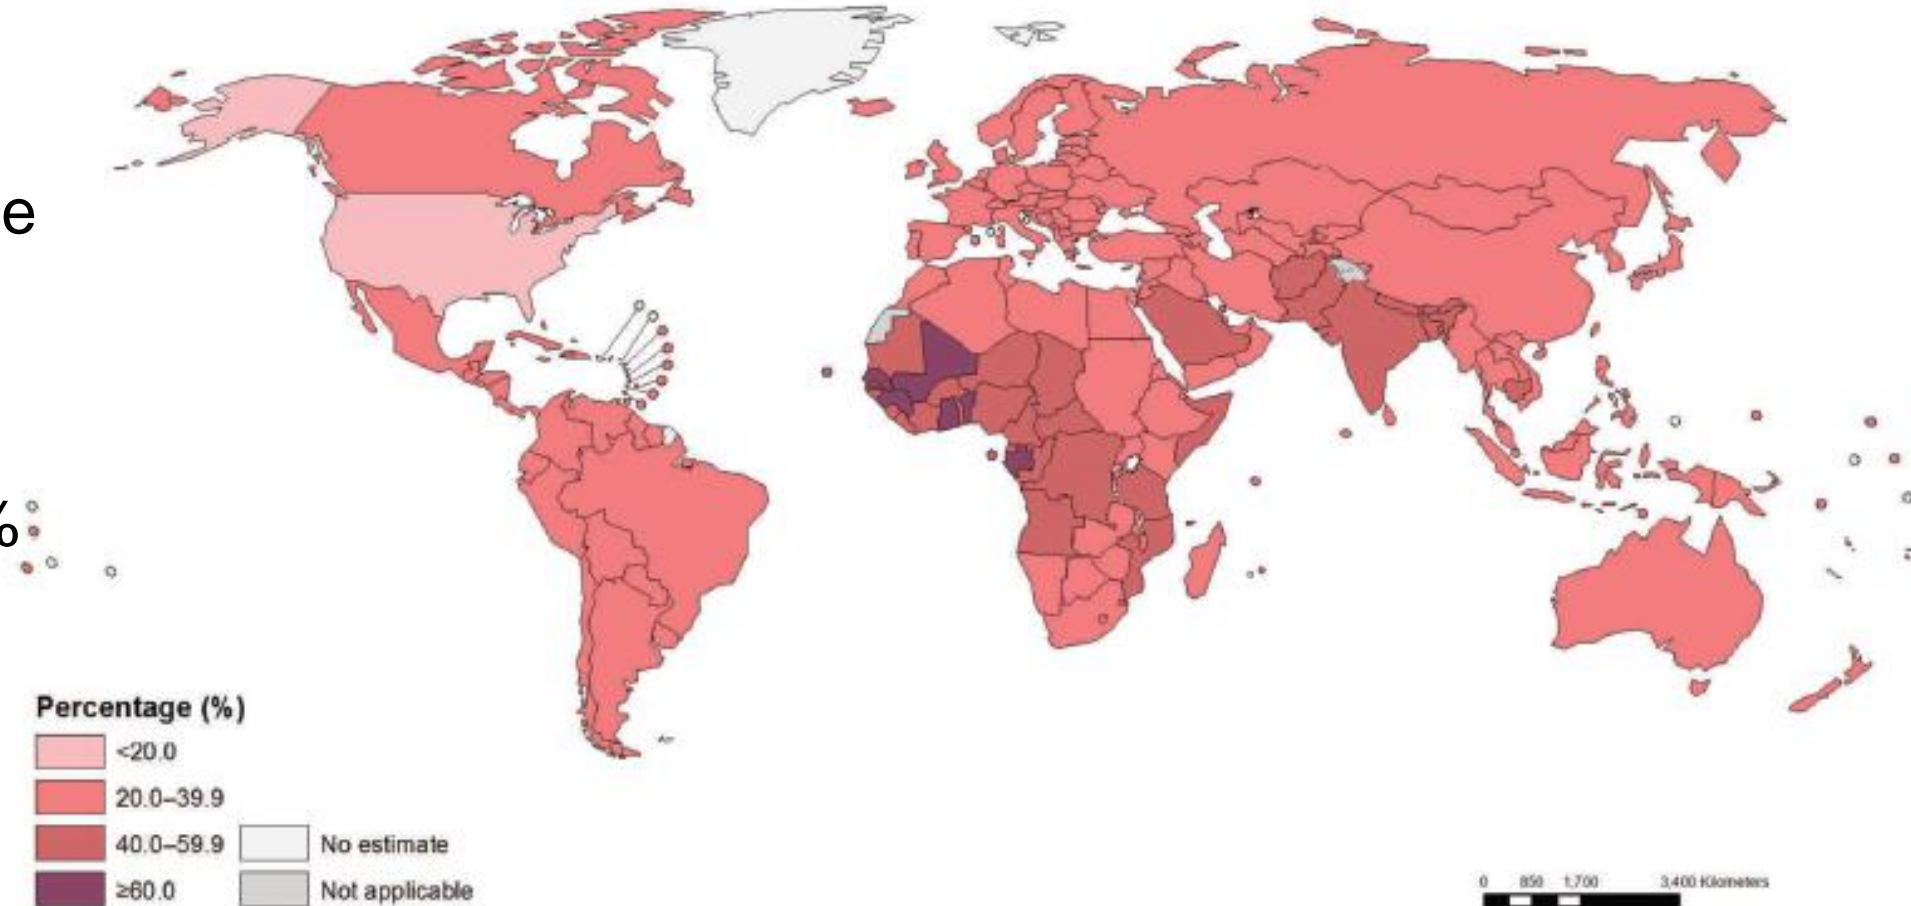 e
%
Percentage (%)
<20.0
20.0–39.9
40.0–59.9
No estimate
≥60.0
Not applicable
0 850 1,700 3,400 Kilometers